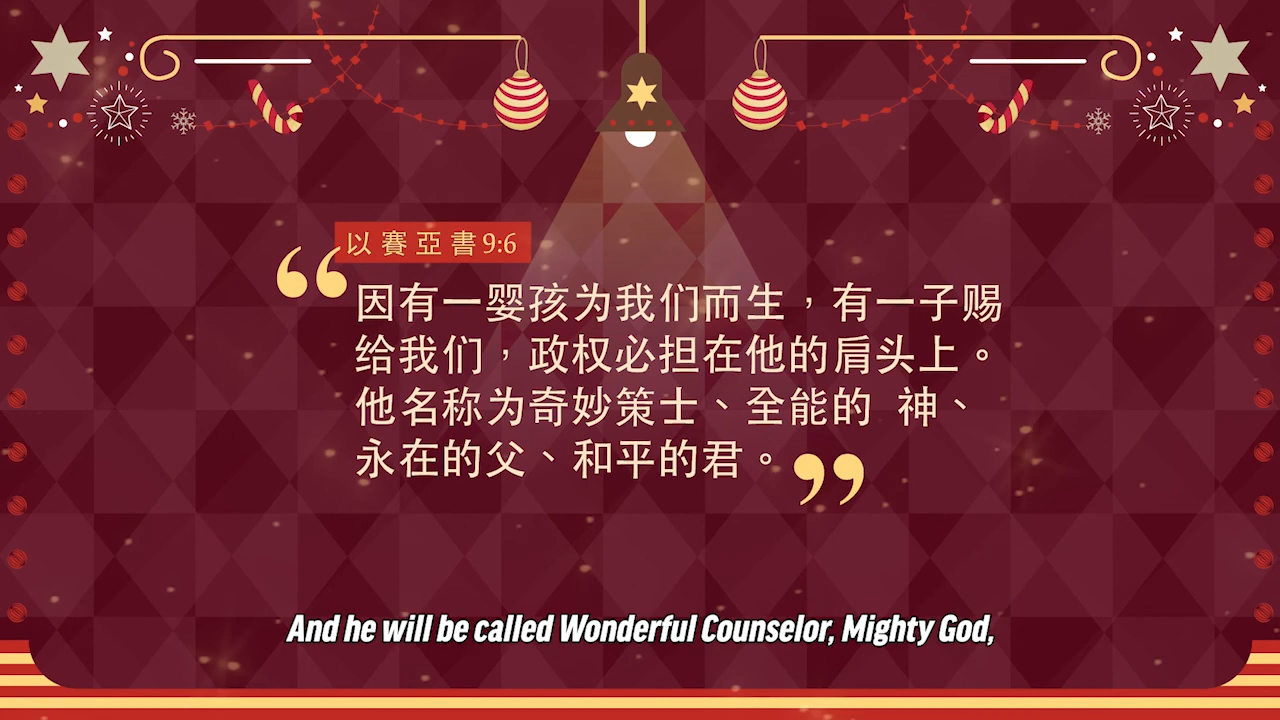 以賽亞書9:6
“因有一婴孩为我们而生，有一子赐
给我们，政权必担在他的肩头上。
他名称为奇妙策士、全能的 神、
永在的父、和平的君。”
And he will be called Wonderful Counselor, Mighty God,